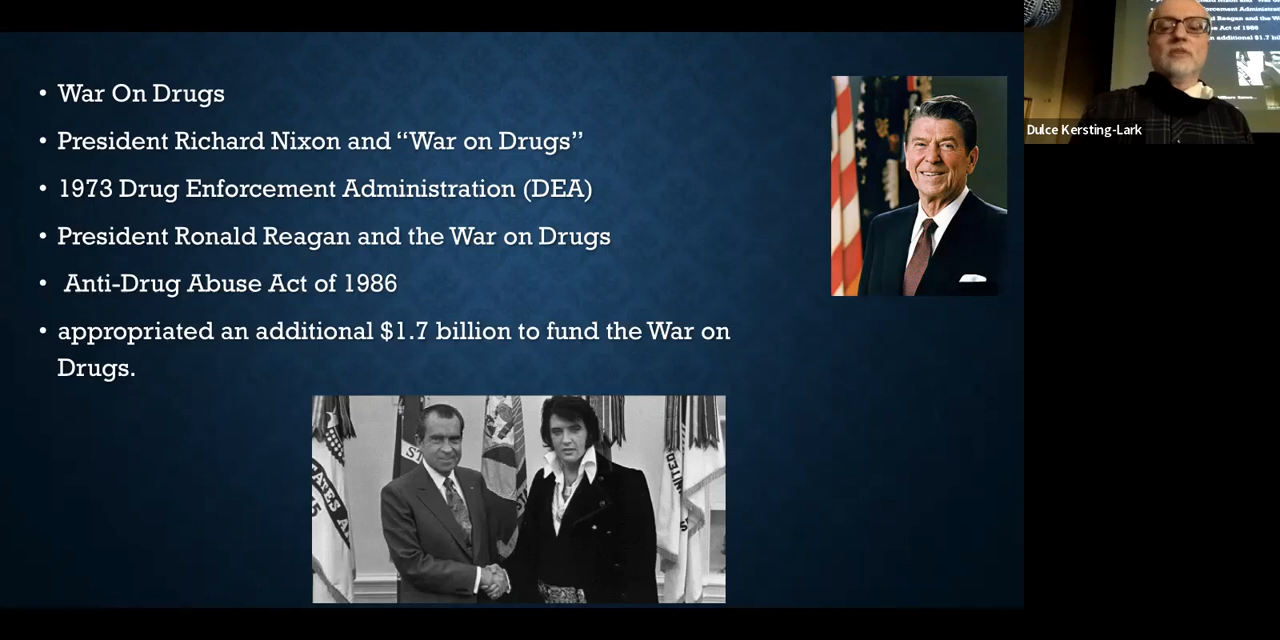 • War On Drugs
• President Richard Nixon and “War on Drugs”
• 1973 Drug Enforcement Administration (DEA)
• President Ronald Reagan and the War on Drugs
• Anti-Drug Abuse Act of 1986
• appropriated an additional $1.7 billion to fund the War on
Drugs.
UNITED
Dulce Kersting-Lark